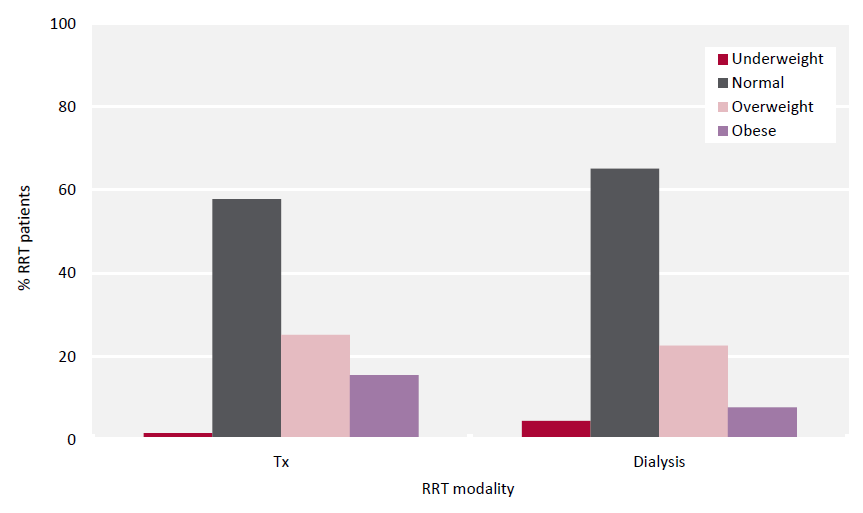 100
80
60
40
20
0
% RRT patients
Underweight
Normal
Overweight
Obese
Tx
Dialysis
RRT modality